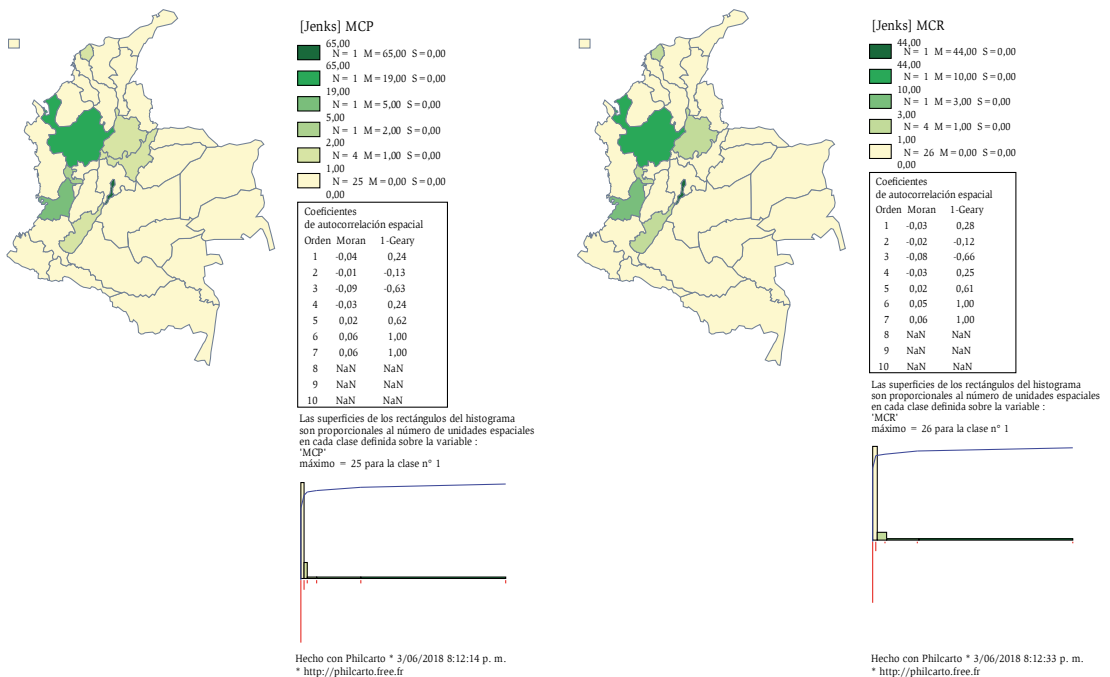 [Jenks] MCP
65,00
N = 1 M = 65,00 S = 0,00
65,00
N = 1 M = 19,00 S = 0,00
19,00
N = 1 M = 5,00 S = 0,00
5,00
N = 1 M = 2,00 S = 0,00
2,00
N = 4 M = 1,00 S = 0,00
1,00
N = 25 M = 0,00 S = 0,00
0,00
Coeficientes
de autocorrelación espacial
Orden Moran 1-Geary
1 -0,04 0,24
2 -0,01 -0,13
3 -0,09 -0,63
4 -0,03 0,24
5 0,02 0,62
6 0,06 1,00
7 0,06 1,00
8 NaN NaN
9 NaN NaN
10 NaN NaN
Las superficies de los rectángulos del histograma
son proporcionales al número de unidades espaciales
en cada clase definida sobre la variable :
'MCP'
máximo = 25 para la clase n° 1
Hecho con Philcarto * 3/06/2018 8:12:14 p. m.
* http://philcarto.free.fr
[Jenks] MCR
44,00
N = 1 M = 44,00 S = 0,00
44,00
N = 1 M = 10,00 S = 0,00
10,00
N = 1 M = 3,00 S = 0,00
3,00
N = 4 M = 1,00 S = 0,00
1,00
N = 26 M = 0,00 S = 0,00
0,00
Coeficientes
de autocorrelación espacial
Orden Moran 1-Geary
1 -0,03 0,28
2 -0,02 -0,12
3 -0,08 -0,66
4 -0,03 0,25
5 0,02 0,61
6 0,05 1,00
7 0,06 1,00
8 NaN NaN
9 NaN NaN
10 NaN NaN
Las superficies de los rectángulos del histograma
son proporcionales al número de unidades espaciales
en cada clase definida sobre la variable :
'MCR'
máximo = 26 para la clase n° 1
Hecho con Philcarto * 3/06/2018 8:12:33 p. m.
* http://philcarto.free.fr